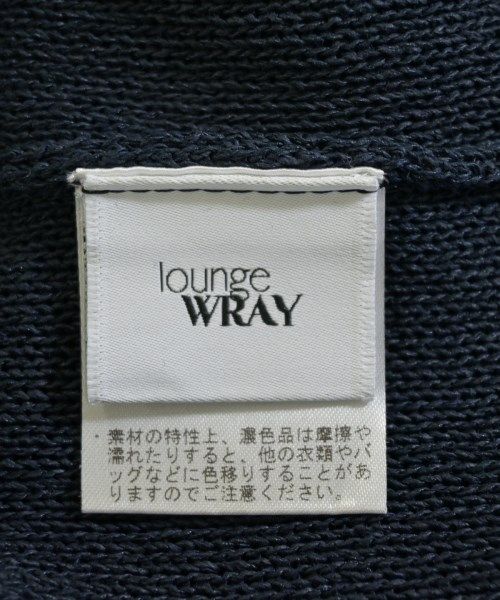 lounge
WRAY
・素材の特性上、濃色品は摩擦や
濡れたりすると、他の衣類やバ
ッグなどに色移りすることがあ
りますのでご注意ください。